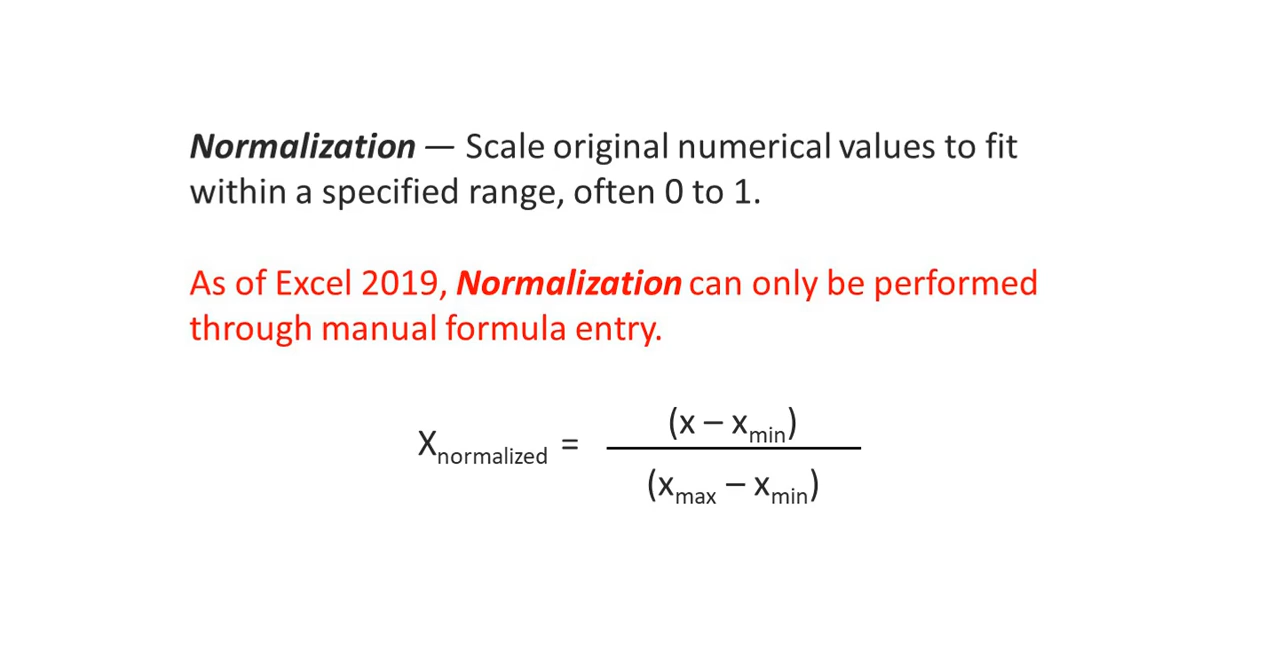 Normalization — Scale original numerical values to fit
within a specified range, often 0 to 1.
As of Excel 2019, Normalization can only be performed
through manual formula entry.
(x – xmin)
Xnormalized =
(xmax – xmin)